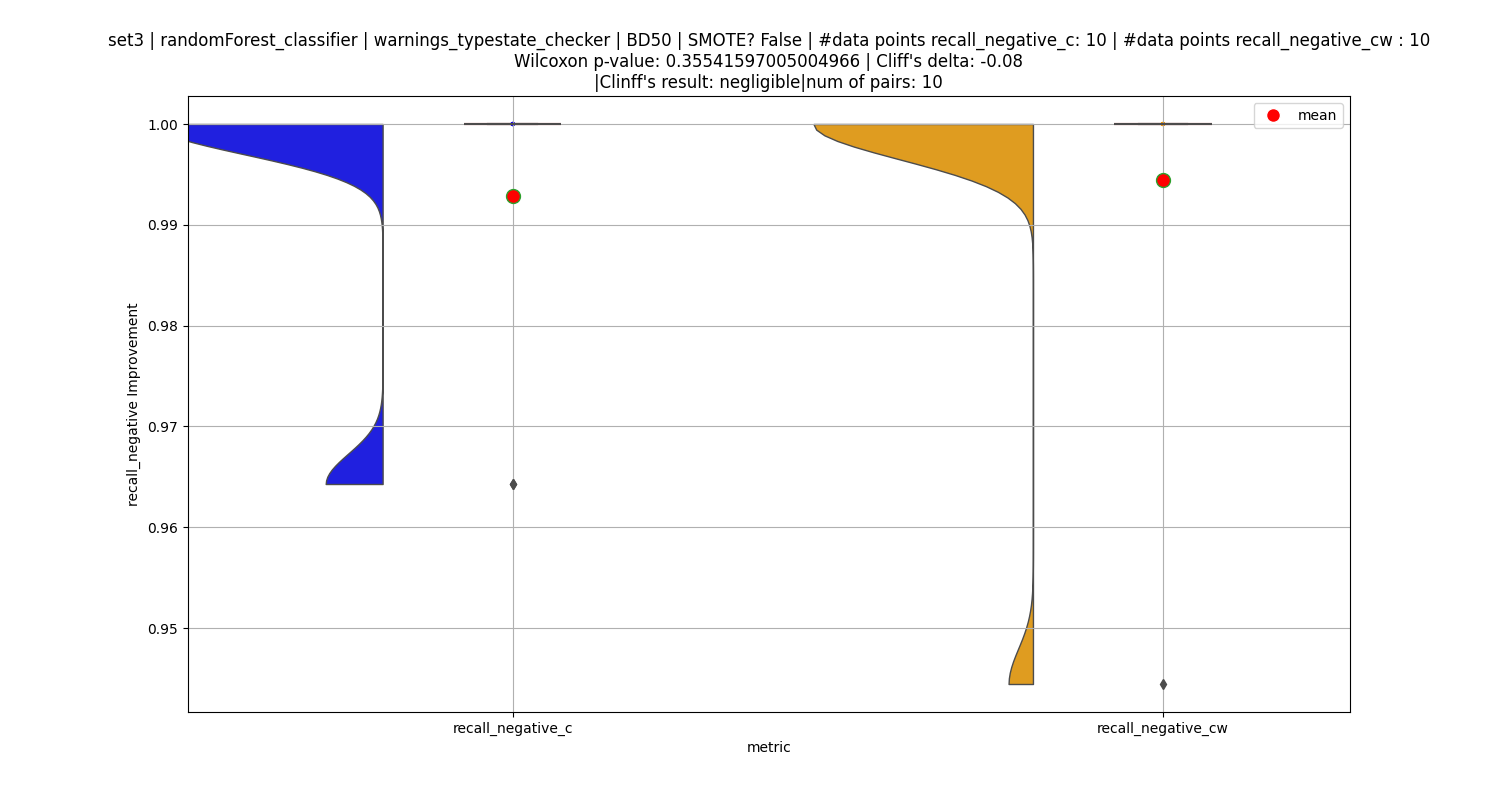 set3 | randomForest_classifier | warnings_typestate_checker | BD50 | SMOTE? False | #data points recall_negative_c: 10 | #data points recall_negative_cw : 10
Wilcoxon p-value: 0.35541597005004966 | Cliff's delta: -0.08
|Clinff's result: negligible|num of pairs: 10
mean
1.00
0.99
0.98
0.97
0.96
0.95
recall_negative Improvement
recall_negative_c
recall_negative_cw
metric